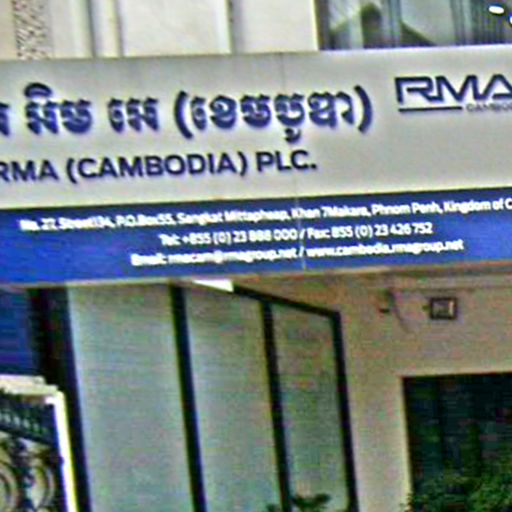 អិម អេ (ខេមបូឌា)
RMA
CAMBOD
RMA (CAMBODIA) PLC.
No. 27, Street134, P.O.Box55, Sangkat Mittapheap, Khan 7Makara, Phnom Penh, Kingdom of C
Tel: +855 (0) 23 888 000 / Fax: 855 (0) 23 426 752
Email: rmacam@rmagroup.net / www.cambodia.rmagroup.net